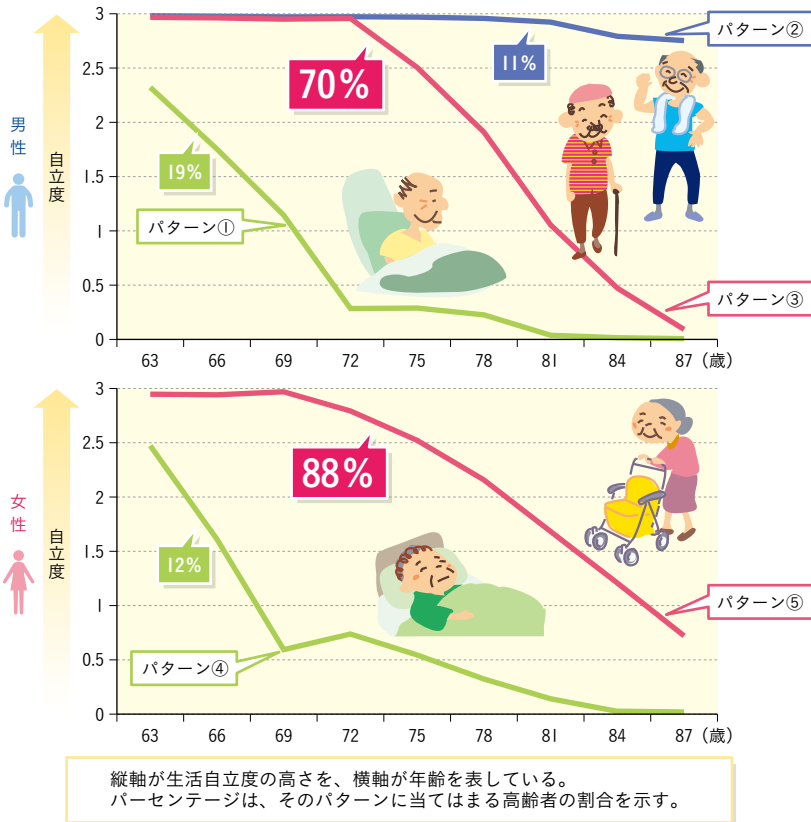 男性
自立度
3
2.5
2
1.5
1
0.5
0
70%
11%
19%
パターン①
パターン②
パターン③
63 66 69 72 75 78 81 84 87（歳）
女性
自立度
3
2.5
2
1.5
1
0.5
0
88%
12%
パターン④
パターン⑤
63 66 69 72 75 78 81 84 87（歳）
縦軸が生活自立度の高さを、横軸が年齢を表している。
パーセンテージは、そのパターンに当てはまる高齢者の割合を示す。